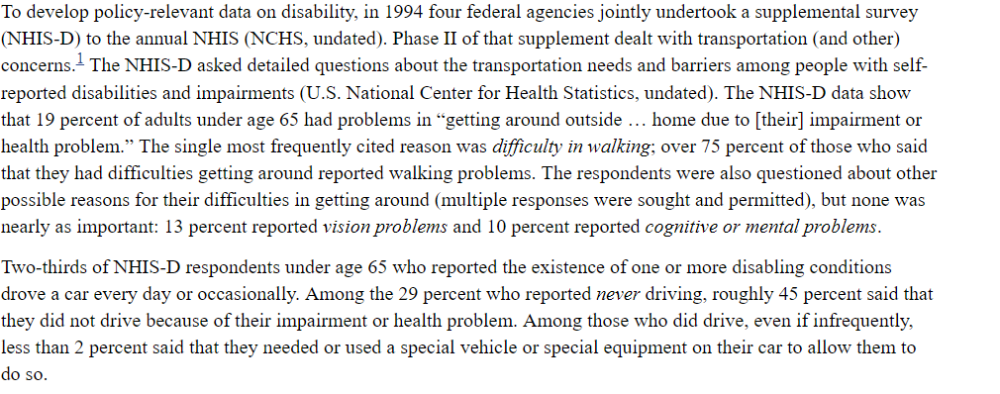 To develop policy-relevant data on disability, in 1994 four federal agencies jointly undertook a supplemental survey
(NHIS-D) to the annual NHIS (NCHS, undated). Phase II of that supplement dealt with transportation (and other)
concerns.1 The NHIS-D asked detailed questions about the transportation needs and barriers among people with self-
reported disabilities and impairments (U.S. National Center for Health Statistics, undated). The NHIS-D data show
that 19 percent of adults under age 65 had problems in “getting around outside … home due to [their] impairment or
health problem.” The single most frequently cited reason was difficulty in walking; over 75 percent of those who said
that they had difficulties getting around reported walking problems. The respondents were also questioned about other
possible reasons for their difficulties in getting around (multiple responses were sought and permitted), but none was
nearly as important: 13 percent reported vision problems and 10 percent reported cognitive or mental problems.
Two-thirds of NHIS-D respondents under age 65 who reported the existence of one or more disabling conditions
drove a car every day or occasionally. Among the 29 percent who reported never driving, roughly 45 percent said that
they did not drive because of their impairment or health problem. Among those who did drive, even if infrequently,
less than 2 percent said that they needed or used a special vehicle or special equipment on their car to allow them to
do so.